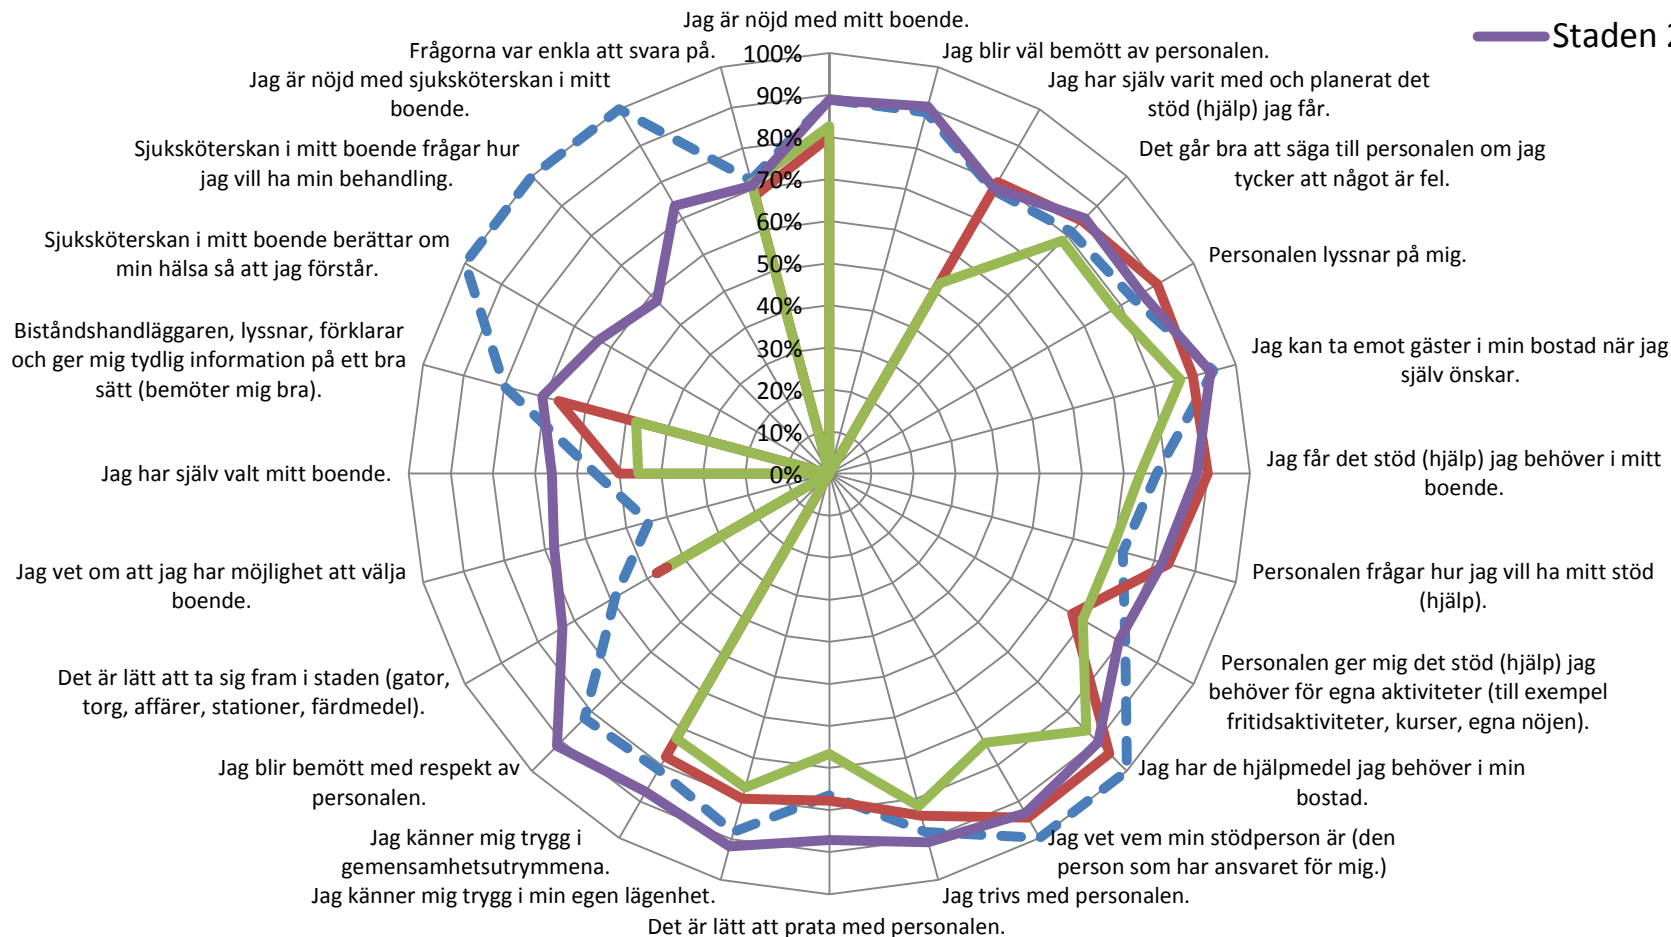 Jag är nöjd med mitt boende.
Staden
Jag blir väl bemött av personalen.
Jag har själv varit med och planerat det
stöd (hjälp) jag får.
Det går bra att säga till personalen om jag
tycker att något är fel.
Personalen lyssnar på mig.
Jag kan ta emot gäster i min bostad när jag
själv önskar.
Jag får det stöd (hjälp) jag behöver i mitt
boende.
Personalen frågar hur jag vill ha mitt stöd
(hjälp).
Personalen ger mig det stöd (hjälp) jag
behöver för egna aktiviteter (till exempel
fritidsaktiviteter, kurser, egna nöjen).
Jag har de hjälpmedel jag behöver i min
bostad.
Jag vet vem min stödperson är (den
person som har ansvaret för mig.)
Jag trivs med personalen.
Det är lätt att prata med personalen.
Jag känner mig trygg i min egen lägenhet.
Jag känner mig trygg i
gemensamhetsutrymmena.
Jag blir bemött med respekt av
personalen.
Det är lätt att ta sig fram i staden (gator,
torg, affärer, stationer, färdmedel).
Jag vet om att jag har möjlighet att välja
boende.
Jag har själv valt mitt boende.
Biståndshandläggaren, lyssnar, förklarar
och ger mig tydlig information på ett bra
sätt (bemöter mig bra).
Sjuksköterskan i mitt boende berättar om
min hälsa så att jag förstår.
Sjuksköterskan i mitt boende frågar hur
jag vill ha min behandling.
Jag är nöjd med sjuksköterskan i mitt
boende.
Frågorna var enkla att svara på.
100%
90%
80%
70%
60%
50%
40%
30%
20%
10%
0%